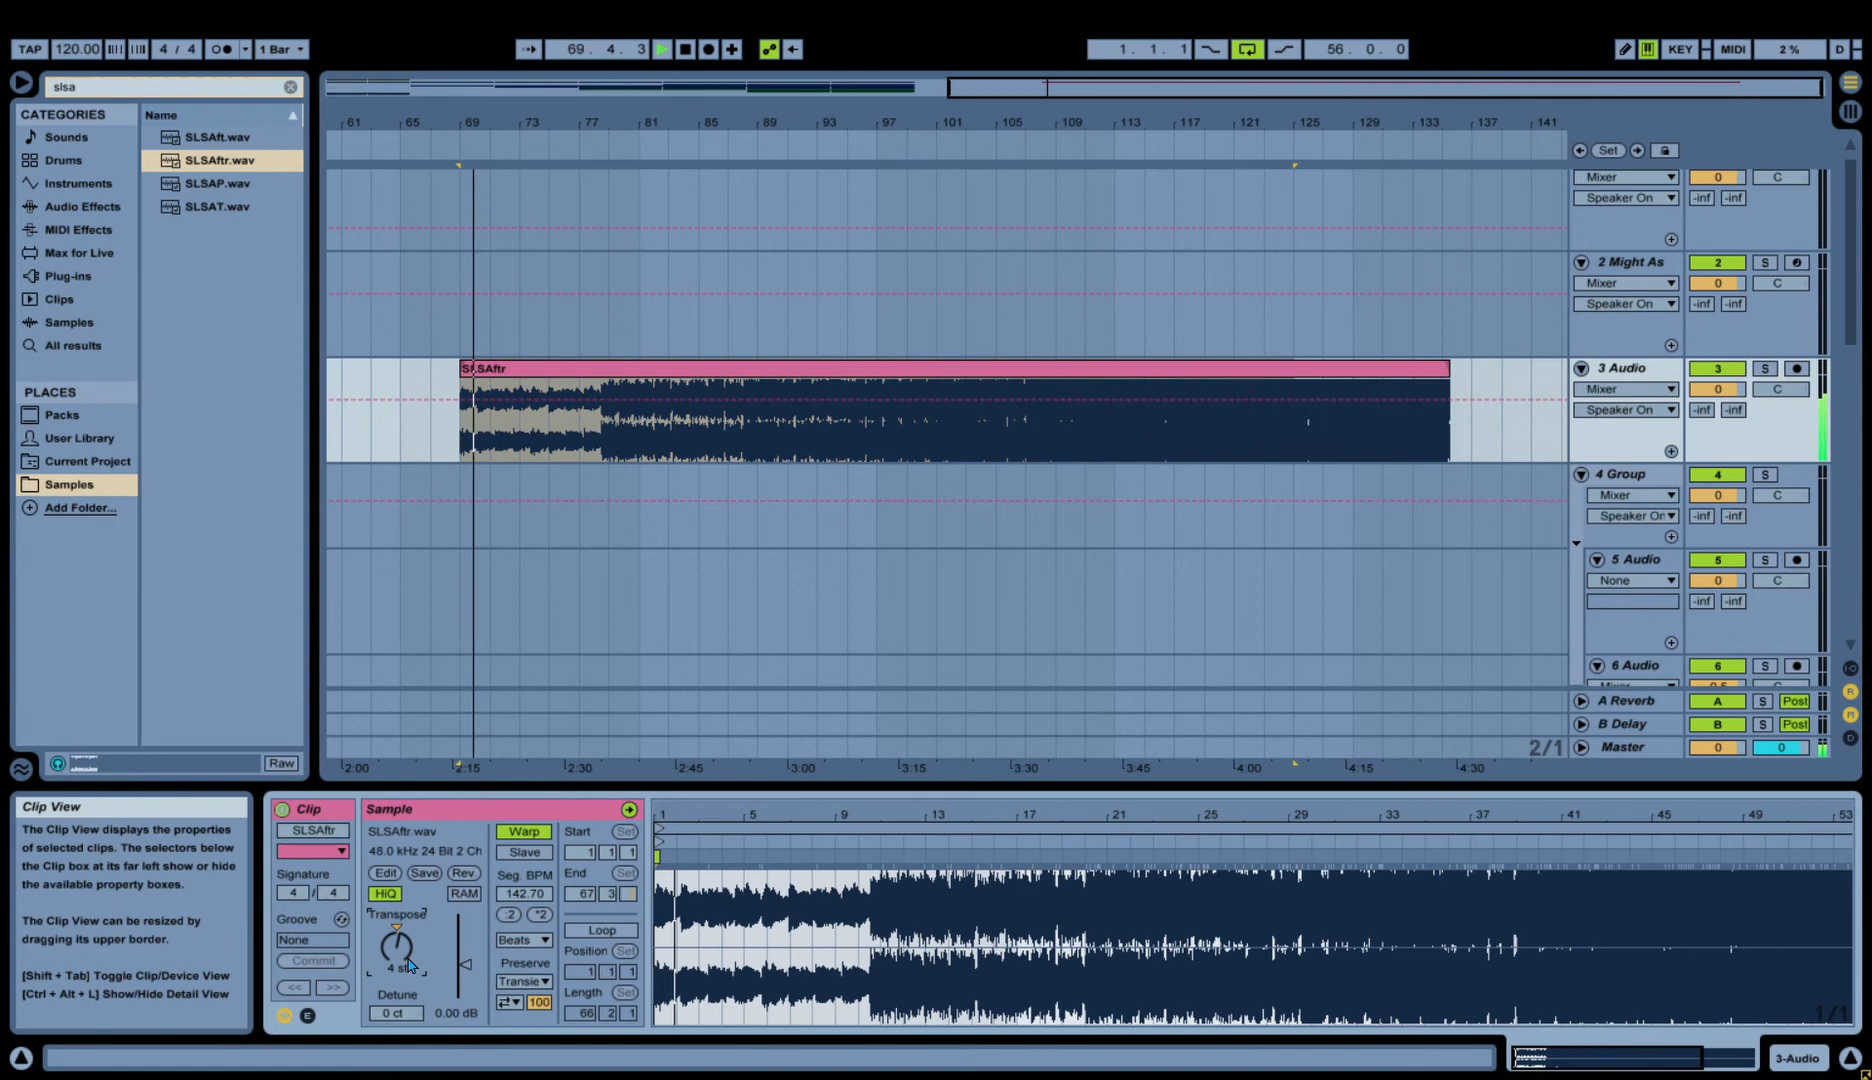 TAP 120.00 4 / 4 1 Bar 69. 4. 3 1. 1. 1 56. 0. 0 KEY MIDI 2 % D
slsa
CATEGORIES
Sounds
Drums
Instruments
Audio Effects
MIDI Effects
Max for Live
Plug-ins
Clips
Samples
All results
PLACES
Packs
User Library
Current Project
Samples
Add Folder...
Name
SLSAft.wav
SLSAftr.wav
SLSAP.wav
SLSAT.wav
Raw
61 65 69 73 77 81 85 89 93 97 101 105 109 113 117 121 125 129 133 137 141
Set
Mixer 0 C
Speaker On -inf -inf
2 Might As 2 S
Mixer 0 C
Speaker On -inf -inf
SLSAftr
3 Audio 3 S
Mixer 0 C
Speaker On -inf -inf
4 Group 4 S
Mixer 0 C
Speaker On -inf -inf
5 Audio 5 S
None 0 C
-inf -inf
6 Audio 6 S
A Reverb A S Post
B Delay B S Post
2/1 Master 0 0
2:00 2:15 2:30 2:45 3:00 3:15 3:30 3:45 4:00 4:15 4:30
Clip View
The Clip View displays the properties
of selected clips. The selectors below
the Clip box at its far left show or hide
the available property boxes.
The Clip View can be resized by
dragging its upper border.
[Shift + Tab] Toggle Clip/Device View
[Ctrl + Alt + L] Show/Hide Detail View
Clip
SLSAftr
Signature
4 / 4
Groove
None
Commit
<< >>
E
Sample
SLSAftr.wav
48.0 kHz 24 Bit 2 Ch
Edit Save Rev.
HiQ RAM
Transpose
4 st
Detune
0 ct 0.00 dB
Warp
Slave
Seg. BPM
142.70
:2 *2
Beats
Preserve
Transie
100
Start Set
1 1 1
End Set
67 3
Loop
Position Set
1 1 1
Length Set
66 2 1
1 5 9 13 17 21 25 29 33 37 41 45 49 53
1/1
3-Audio